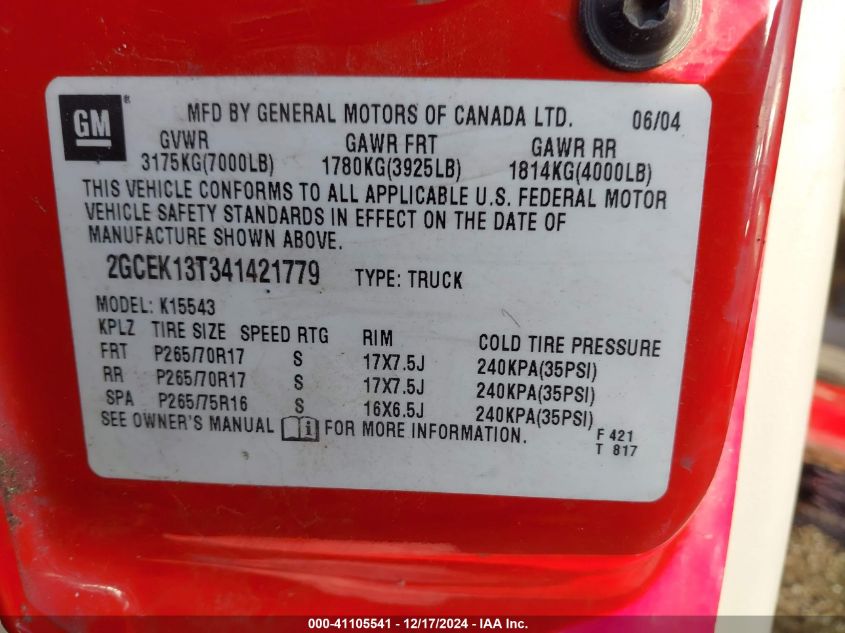 GM® MFD BY GENERAL MOTORS OF CANADA LTD. 06/04
GVWR GAWR FRT GAWR RR
3175KG(7000LB) 1780KG(3925LB) 1814KG(4000LB)
THIS VEHICLE CONFORMS TO ALL APPLICABLE U.S. FEDERAL MOTOR
VEHICLE SAFETY STANDARDS IN EFFECT ON THE DATE OF
MANUFACTURE SHOWN ABOVE.
2GCEK13T341421779 TYPE: TRUCK
MODEL: K15543
KPLZ TIRE SIZE SPEED RTG RIM COLD TIRE PRESSURE
FRT P265/70R17 S 17X7.5J 240KPA(35PSI)
RR P265/70R17 S 17X7.5J 240KPA(35PSI)
SPA P265/75R16 S 16X6.5J 240KPA(35PSI)
SEE OWNER'S MANUAL FOR MORE INFORMATION.
F 421
T 817
000-41105541 - 12/17/2024 - IAA Inc.